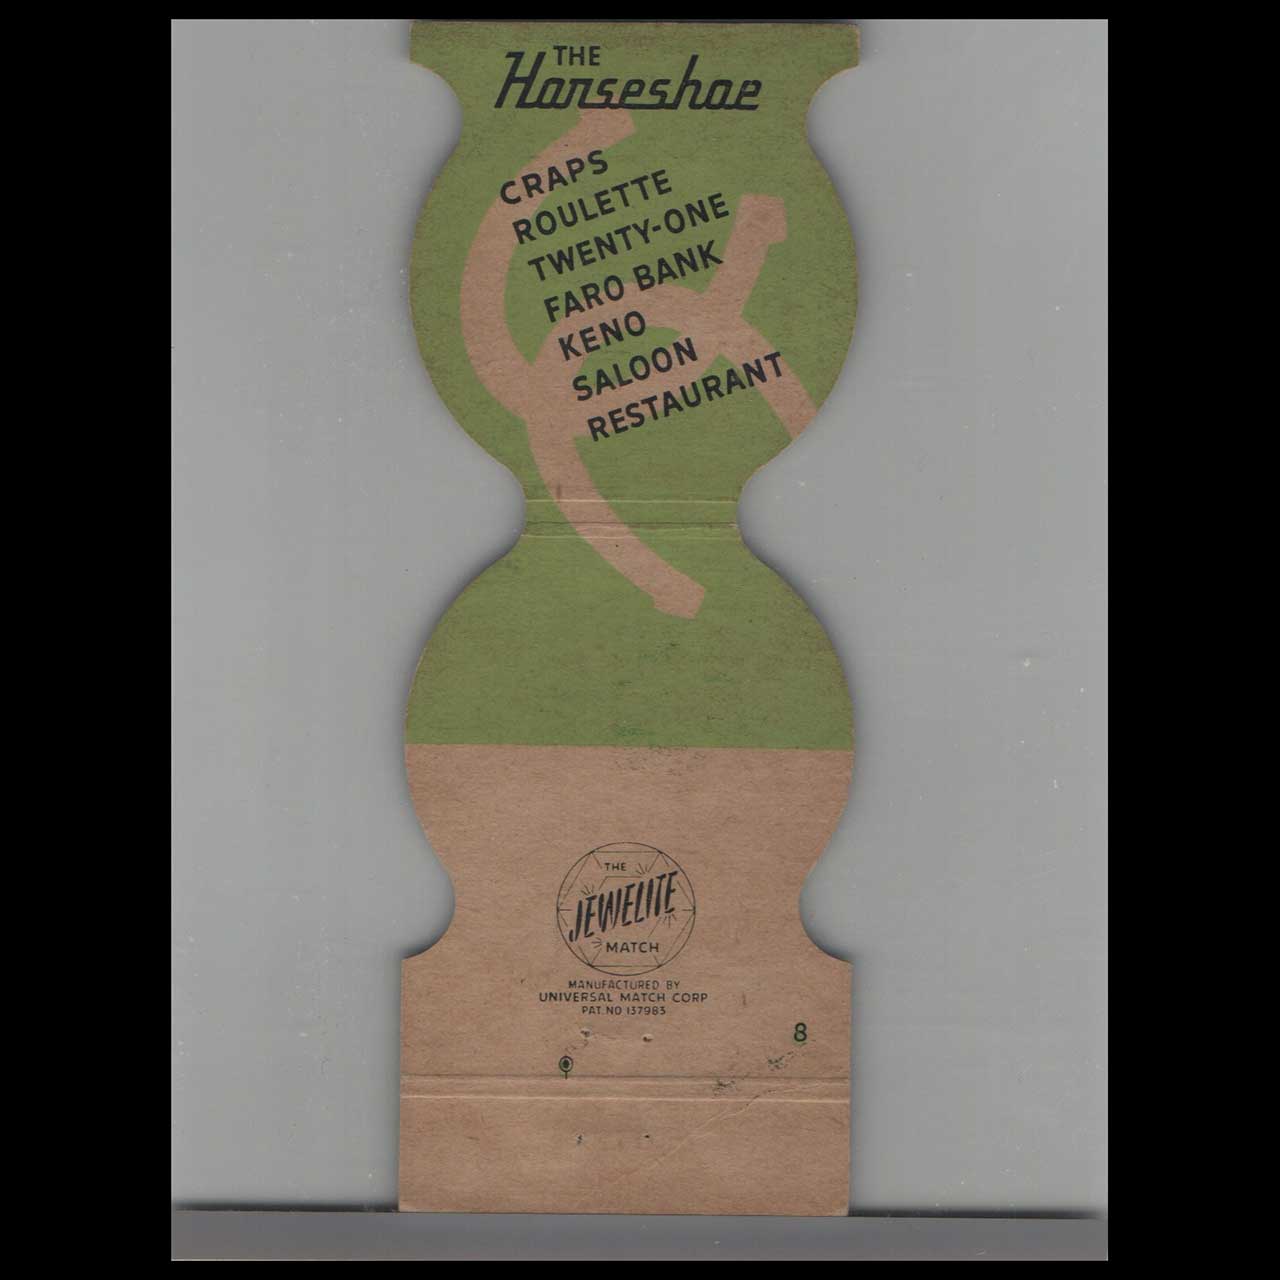 THE
Horseshoe
CRAPS
ROULETTE
TWENTY-ONE
FARO BANK
KENO
SALOON
RESTAURANT
THE
JEWELITE
MATCH
MANUFACTURED BY
UNIVERSAL MATCH CORP
PAT. NO 137983
8